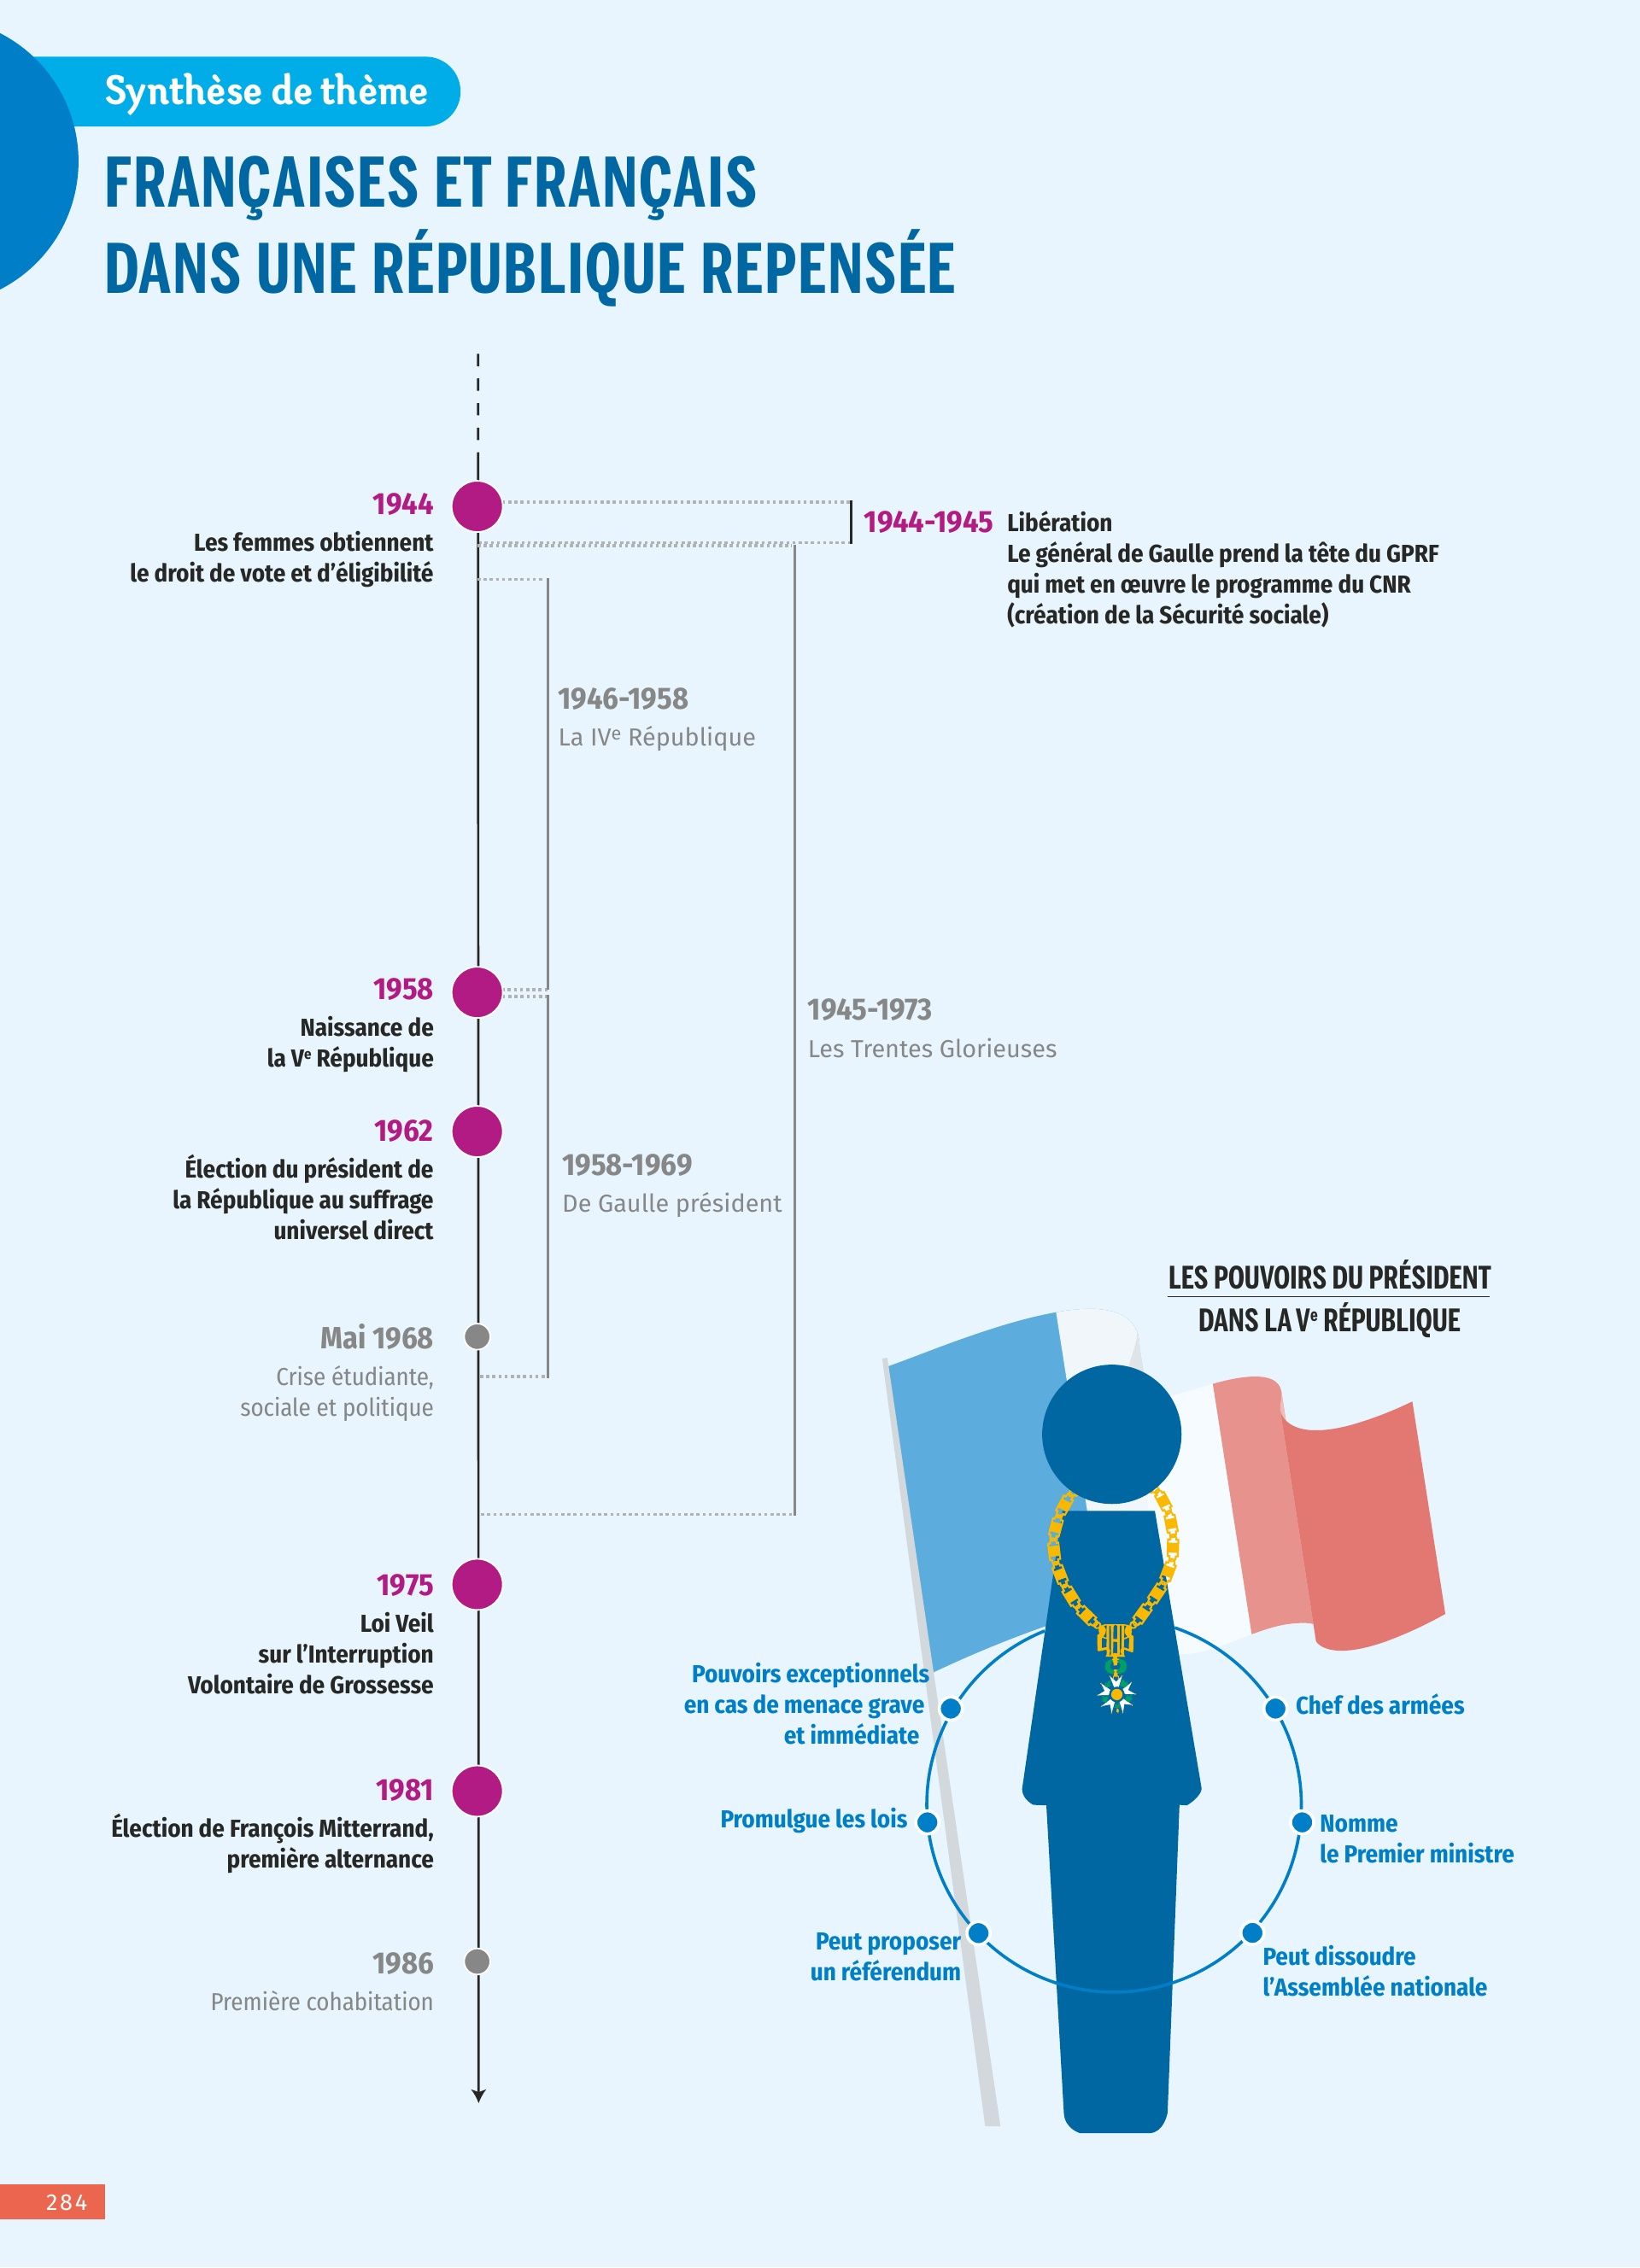 Synthèse de thème
FRANÇAISES ET FRANÇAIS
DANS UNE RÉPUBLIQUE REPENSÉE
1944
Les femmes obtiennent
le droit de vote et d’éligibilité
1944-1945 Libération
Le général de Gaulle prend la tête du GPRF
qui met en œuvre le programme du CNR
(création de la Sécurité sociale)
1946-1958
La IVe République
1958
Naissance de
la Ve République
1945-1973
Les Trentes Glorieuses
1962
Élection du président de
la République au suffrage
universel direct
1958-1969
De Gaulle président
Mai 1968
Crise étudiante,
sociale et politique
1975
Loi Veil
sur l’Interruption
Volontaire de Grossesse
1981
Élection de François Mitterrand,
première alternance
1986
Première cohabitation
LES POUVOIRS DU PRÉSIDENT
DANS LA Ve RÉPUBLIQUE
Pouvoirs exceptionnels
en cas de menace grave
et immédiate
Chef des armées
Promulgue les lois
Nomme
le Premier ministre
Peut proposer
un référendum
Peut dissoudre
l’Assemblée nationale
284